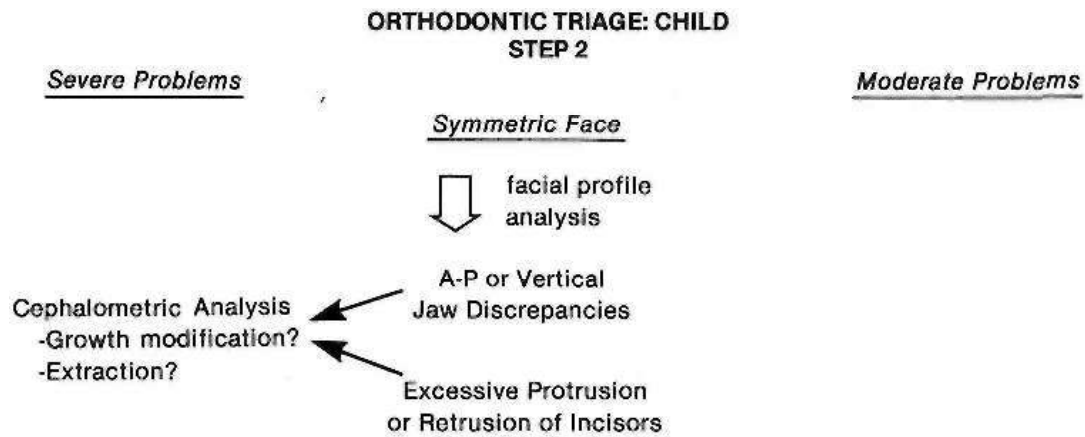 ORTHODONTIC TRIAGE: CHILD
STEP 2
Severe Problems
Moderate Problems
Symmetric Face
facial profile
analysis
A-P or Vertical
Jaw Discrepancies
Cephalometric Analysis
-Growth modification?
-Extraction?
Excessive Protrusion
or Retrusion of Incisors